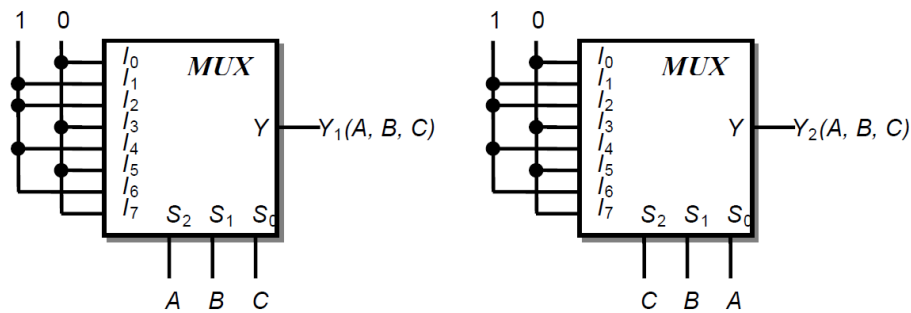 1 0
MUX
I0
I1
I2
I3
I4
I5
I6
I7
Y
Y1(A, B, C)
S2 S1 S0
A B C
1 0
MUX
I0
I1
I2
I3
I4
I5
I6
I7
Y
Y2(A, B, C)
S2 S1 S0
C B A